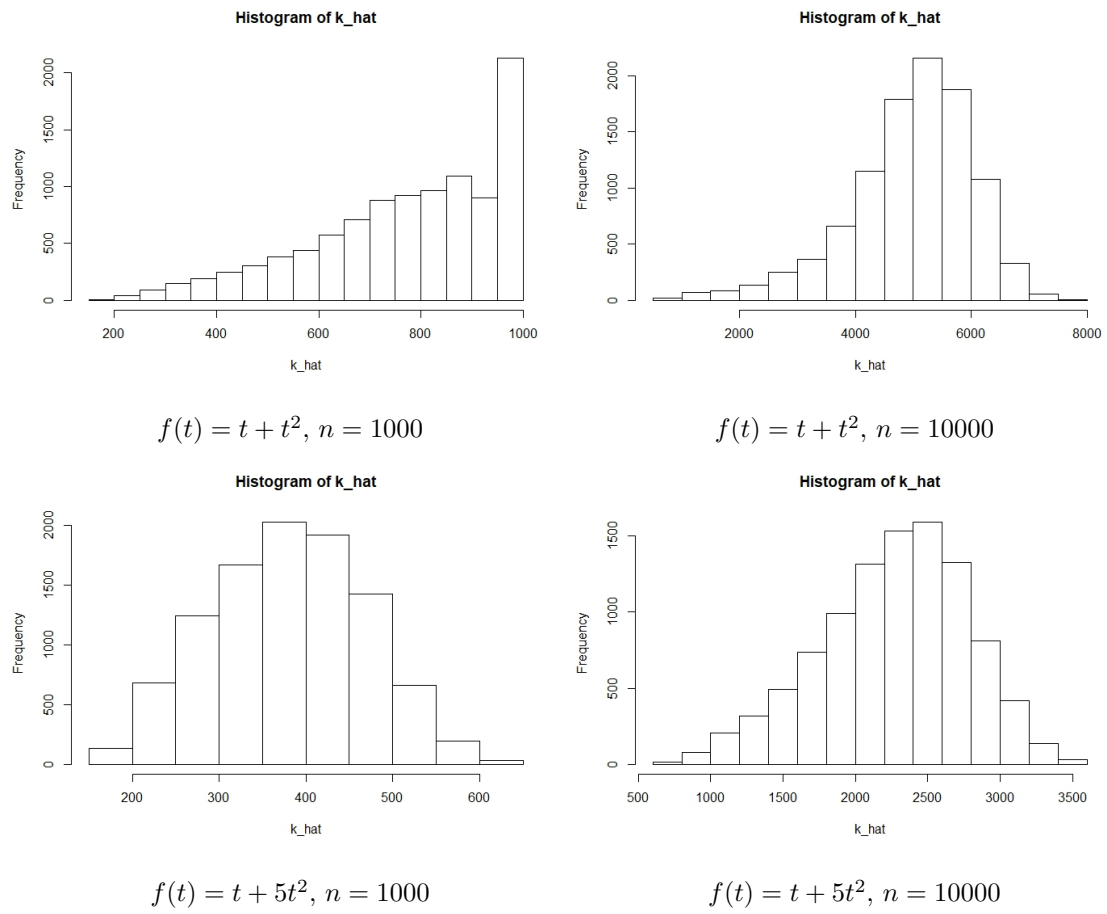 Histogram of k_hat
Frequency
0
500
1000
1500
2000
200
400
600
800
1000
k_hat
f(t) = t + t², n = 1000
Histogram of k_hat
Frequency
0
500
1000
1500
2000
2000
4000
6000
8000
k_hat
f(t) = t + t², n = 10000
Histogram of k_hat
Frequency
0
500
1000
1500
2000
200
300
400
500
600
k_hat
f(t) = t + 5t², n = 1000
Histogram of k_hat
Frequency
0
500
1000
1500
500
1000
1500
2000
2500
3000
3500
k_hat
f(t) = t + 5t², n = 10000